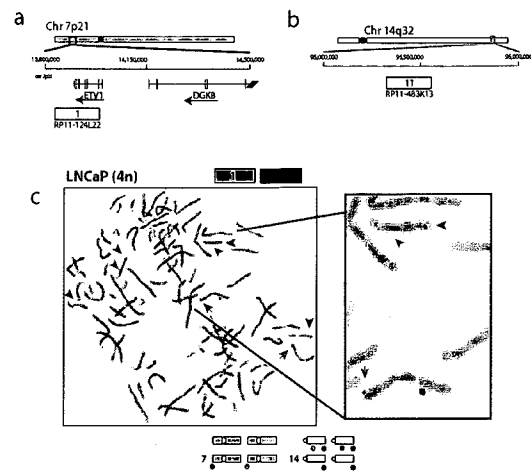 a
Chr 7p21
13,800,000 14,150,000 14,500,000
ETV1
DGKB
1
RP11-124L22
b
Chr 14q32
95,000,000 95,500,000 96,000,000
11
RP11-483K13
c
LNCaP (4n)
1
7 14